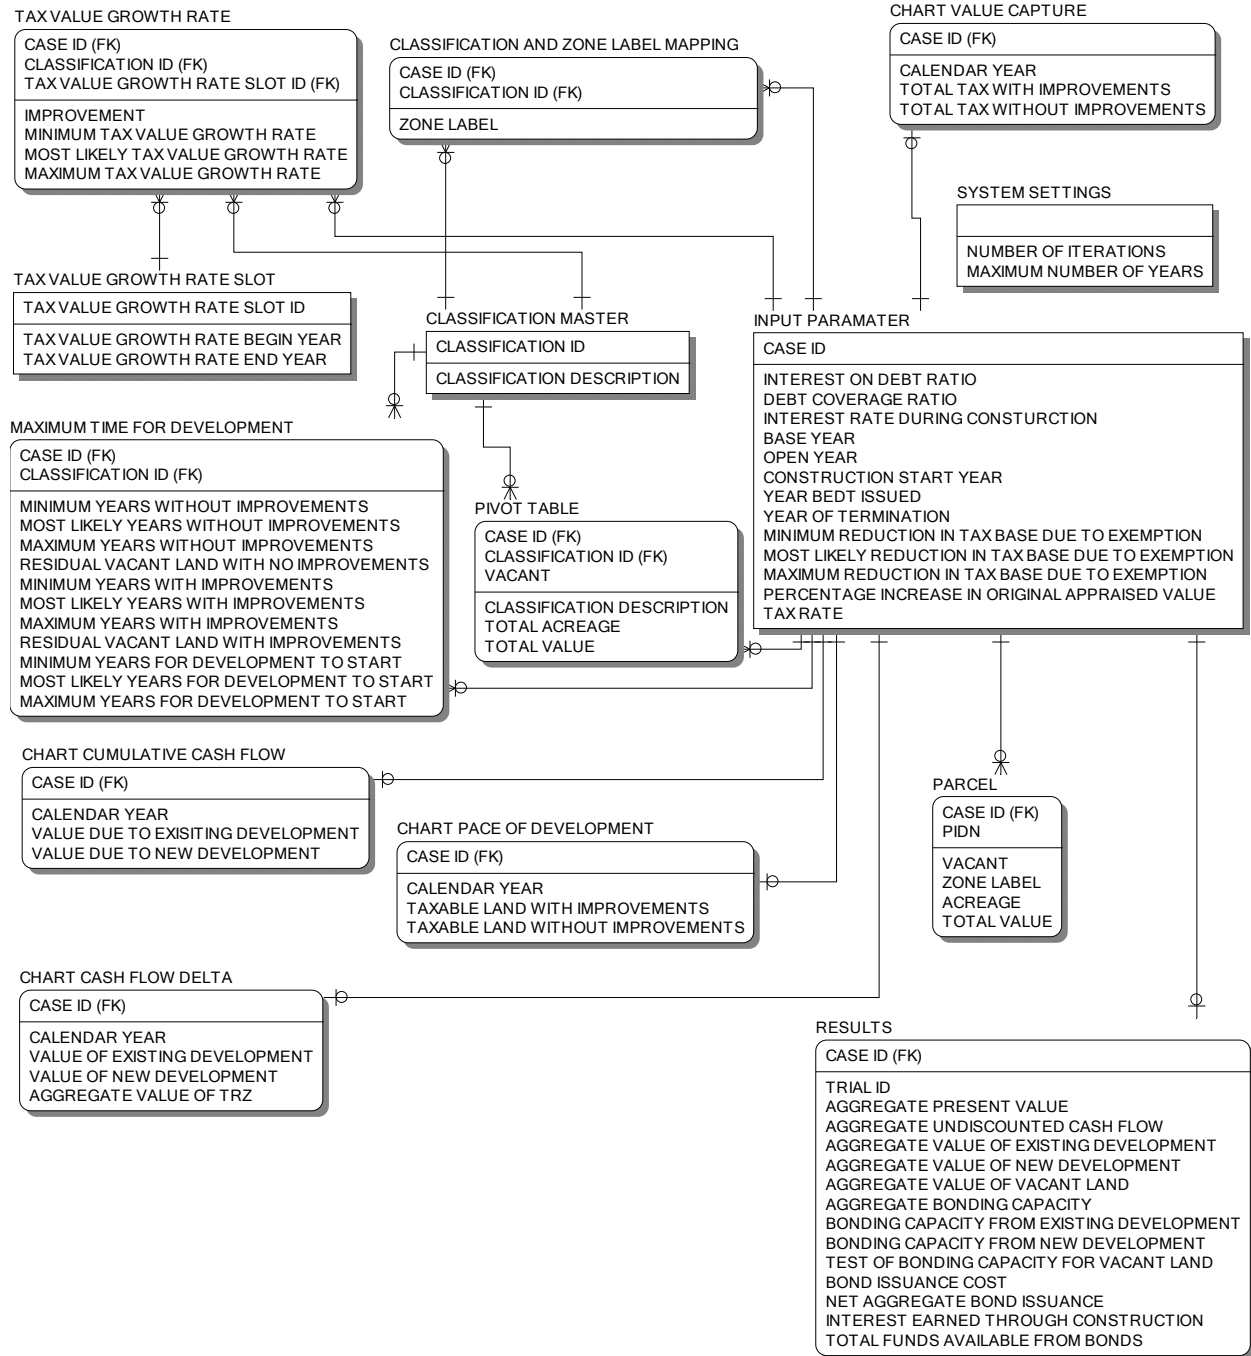 TAX VALUE GROWTH RATE
CASE ID (FK)
CLASSIFICATION ID (FK)
TAX VALUE GROWTH RATE SLOT ID (FK)
IMPROVEMENT
MINIMUM TAX VALUE GROWTH RATE
MOST LIKELY TAX VALUE GROWTH RATE
MAXIMUM TAX VALUE GROWTH RATE
CLASSIFICATION AND ZONE LABEL MAPPING
CASE ID (FK)
CLASSIFICATION ID (FK)
ZONE LABEL
CHART VALUE CAPTURE
CASE ID (FK)
CALENDAR YEAR
TOTAL TAX WITH IMPROVEMENTS
TOTAL TAX WITHOUT IMPROVEMENTS
SYSTEM SETTINGS
NUMBER OF ITERATIONS
MAXIMUM NUMBER OF YEARS
TAX VALUE GROWTH RATE SLOT
TAX VALUE GROWTH RATE SLOT ID
TAX VALUE GROWTH RATE BEGIN YEAR
TAX VALUE GROWTH RATE END YEAR
CLASSIFICATION MASTER
CLASSIFICATION ID
CLASSIFICATION DESCRIPTION
INPUT PARAMATER
CASE ID
INTEREST ON DEBT RATIO
DEBT COVERAGE RATIO
INTEREST RATE DURING CONSTURCTION
BASE YEAR
OPEN YEAR
CONSTRUCTION START YEAR
YEAR BEDT ISSUED
YEAR OF TERMINATION
MINIMUM REDUCTION IN TAX BASE DUE TO EXEMPTION
MOST LIKELY REDUCTION IN TAX BASE DUE TO EXEMPTION
MAXIMUM REDUCTION IN TAX BASE DUE TO EXEMPTION
PERCENTAGE INCREASE IN ORIGINAL APPRAISED VALUE
TAX RATE
MAXIMUM TIME FOR DEVELOPMENT
CASE ID (FK)
CLASSIFICATION ID (FK)
MINIMUM YEARS WITHOUT IMPROVEMENTS
MOST LIKELY YEARS WITHOUT IMPROVEMENTS
MAXIMUM YEARS WITHOUT IMPROVEMENTS
RESIDUAL VACANT LAND WITH NO IMPROVEMENTS
MINIMUM YEARS WITH IMPROVEMENTS
MOST LIKELY YEARS WITH IMPROVEMENTS
MAXIMUM YEARS WITH IMPROVEMENTS
RESIDUAL VACANT LAND WITH IMPROVEMENTS
MINIMUM YEARS FOR DEVELOPMENT TO START
MOST LIKELY YEARS FOR DEVELOPMENT TO START
MAXIMUM YEARS FOR DEVELOPMENT TO START
PIVOT TABLE
CASE ID (FK)
CLASSIFICATION ID (FK)
VACANT
CLASSIFICATION DESCRIPTION
TOTAL ACREAGE
TOTAL VALUE
CHART CUMULATIVE CASH FLOW
CASE ID (FK)
CALENDAR YEAR
VALUE DUE TO EXISITING DEVELOPMENT
VALUE DUE TO NEW DEVELOPMENT
CHART PACE OF DEVELOPMENT
CASE ID (FK)
CALENDAR YEAR
TAXABLE LAND WITH IMPROVEMENTS
TAXABLE LAND WITHOUT IMPROVEMENTS
PARCEL
CASE ID (FK)
PIDN
VACANT
ZONE LABEL
ACREAGE
TOTAL VALUE
CHART CASH FLOW DELTA
CASE ID (FK)
CALENDAR YEAR
VALUE OF EXISTING DEVELOPMENT
VALUE OF NEW DEVELOPMENT
AGGREGATE VALUE OF TRZ
RESULTS
CASE ID (FK)
TRIAL ID
AGGREGATE PRESENT VALUE
AGGREGATE UNDISCOUNTED CASH FLOW
AGGREGATE VALUE OF EXISTING DEVELOPMENT
AGGREGATE VALUE OF NEW DEVELOPMENT
AGGREGATE VALUE OF VACANT LAND
AGGREGATE BONDING CAPACITY
BONDING CAPACITY FROM EXISTING DEVELOPMENT
BONDING CAPACITY FROM NEW DEVELOPMENT
TEST OF BONDING CAPACITY FOR VACANT LAND
BOND ISSUANCE COST
NET AGGREGATE BOND ISSUANCE
INTEREST EARNED THROUGH CONSTRUCTION
TOTAL FUNDS AVAILABLE FROM BONDS